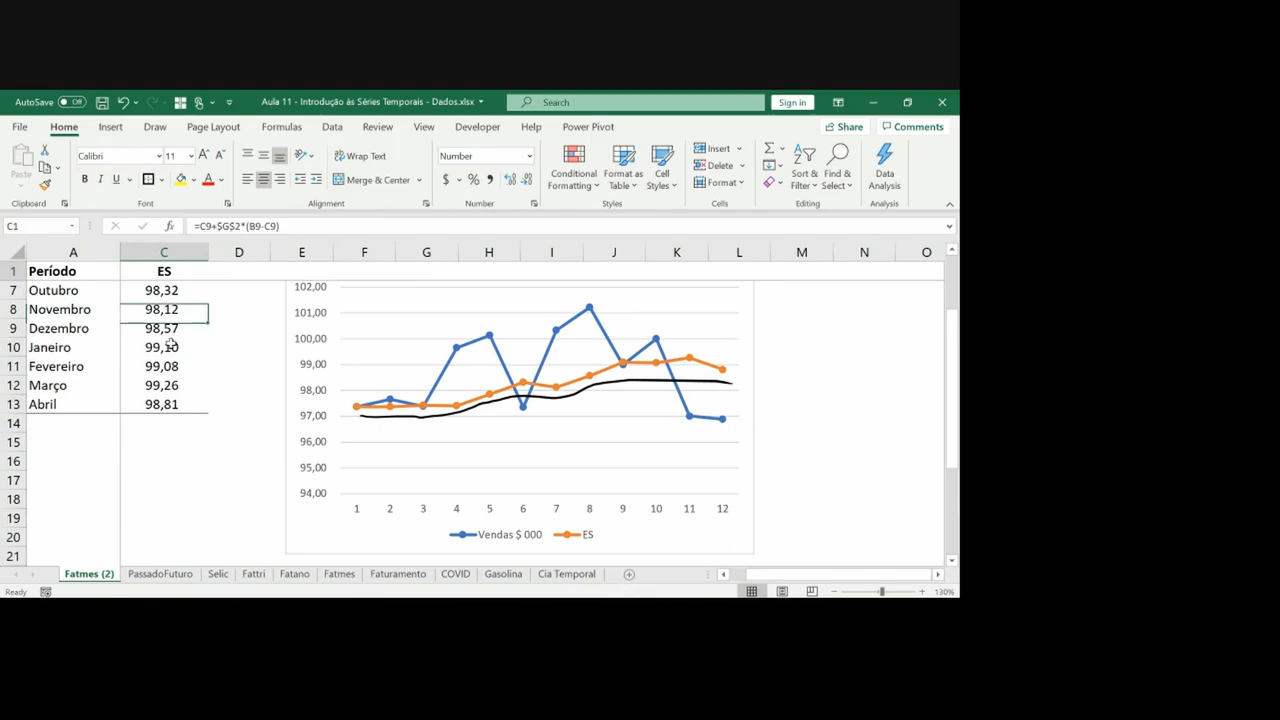 AutoSave Off Aula 11 - Introdução às Séries Temporais - Dados.xlsx Search Sign in
File Home Insert Draw Page Layout Formulas Data Review View Developer Help Power Pivot Share Comments
Paste Calibri 11 A A Wrap Text Number Conditional Formatting Format as Table Cell Styles Insert Delete Format Sort & Filter Find & Select Data Analysis
B I U A Merge & Center $ %
Clipboard Font Alignment Number Styles Cells Editing Analysis
C1 fx =C9+$G$2*(B9-C9)
A C D E F G H I J K L M N O
1 Período ES
7 Outubro 98,32
8 Novembro 98,12
9 Dezembro 98,57
10 Janeiro 99,10
11 Fevereiro 99,08
12 Março 99,26
13 Abril 98,81
14
15
16
17
18
19
20
21
102,00
101,00
100,00
99,00
98,00
97,00
96,00
95,00
94,00
1 2 3 4 5 6 7 8 9 10 11 12
Vendas $ 000 ES
Fatmes (2) PassadoFuturo Selic Fattri Fatano Fatmes Faturamento COVID Gasolina Cia Temporal
Ready 130%